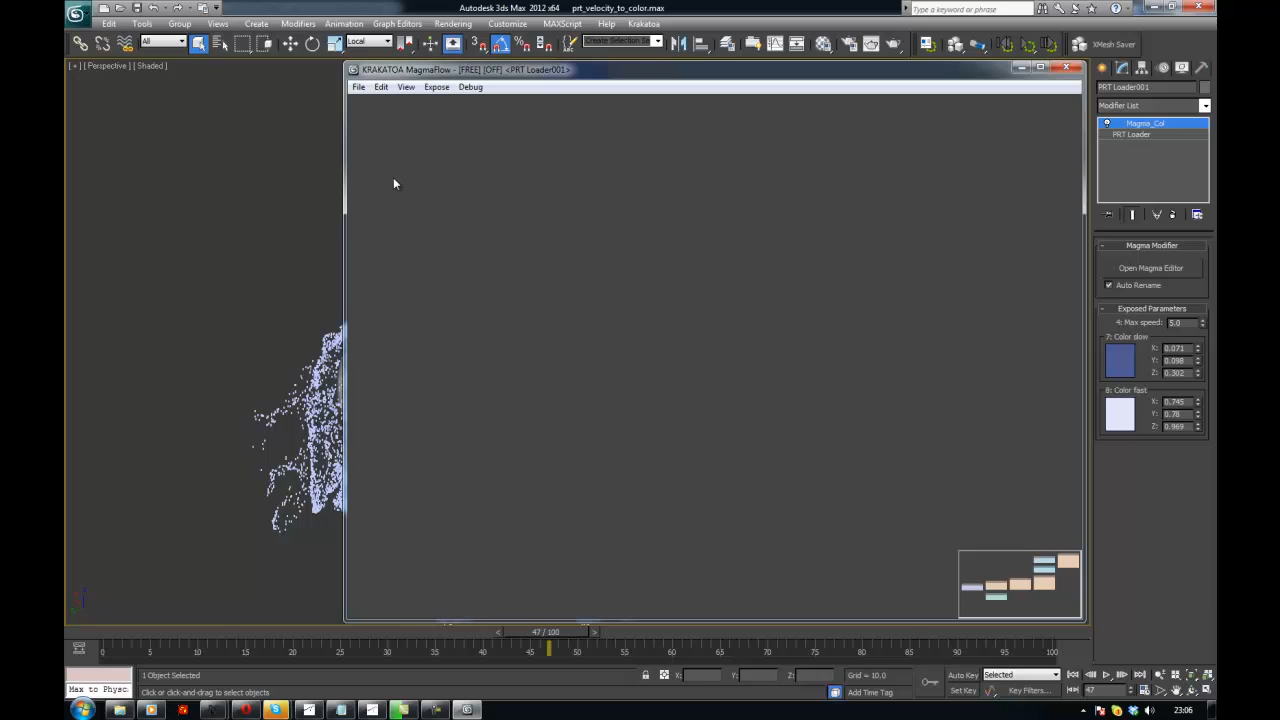 Autodesk 3ds Max 2012 x64 prt_velocity_to_color.max
Type a keyword or phrase
Edit Tools Group Views Create Modifiers Animation Graph Editors Rendering Customize MAXScript Help Krakatoa
All Local Create Selection Se XMesh Saver
[ + ] [ Perspective ] [ Shaded ]
KRAKATOA MagmaFlow - [FREE] [OFF] <PRT Loader001>
File Edit View Expose Debug
PRT Loader001
Modifier List
Magma_Col
PRT Loader
Magma Modifier
Open Magma Editor
Auto Rename
Exposed Parameters
4: Max speed: 5.0
7: Color slow
X: 0.071
Y: 0.098
Z: 0.302
8: Color fast
X: 0.745
Y: 0.78
Z: 0.969
47 / 100
0 5 10 15 20 25 30 35 40 45 50 55 60 65 70 75 80 85 90 95 100
1 Object Selected X: Y: Z: Grid = 10.0 Auto Key Selected
Max to Physc Click or click-and-drag to select objects Add Time Tag Set Key Key Filters... 47
23:06